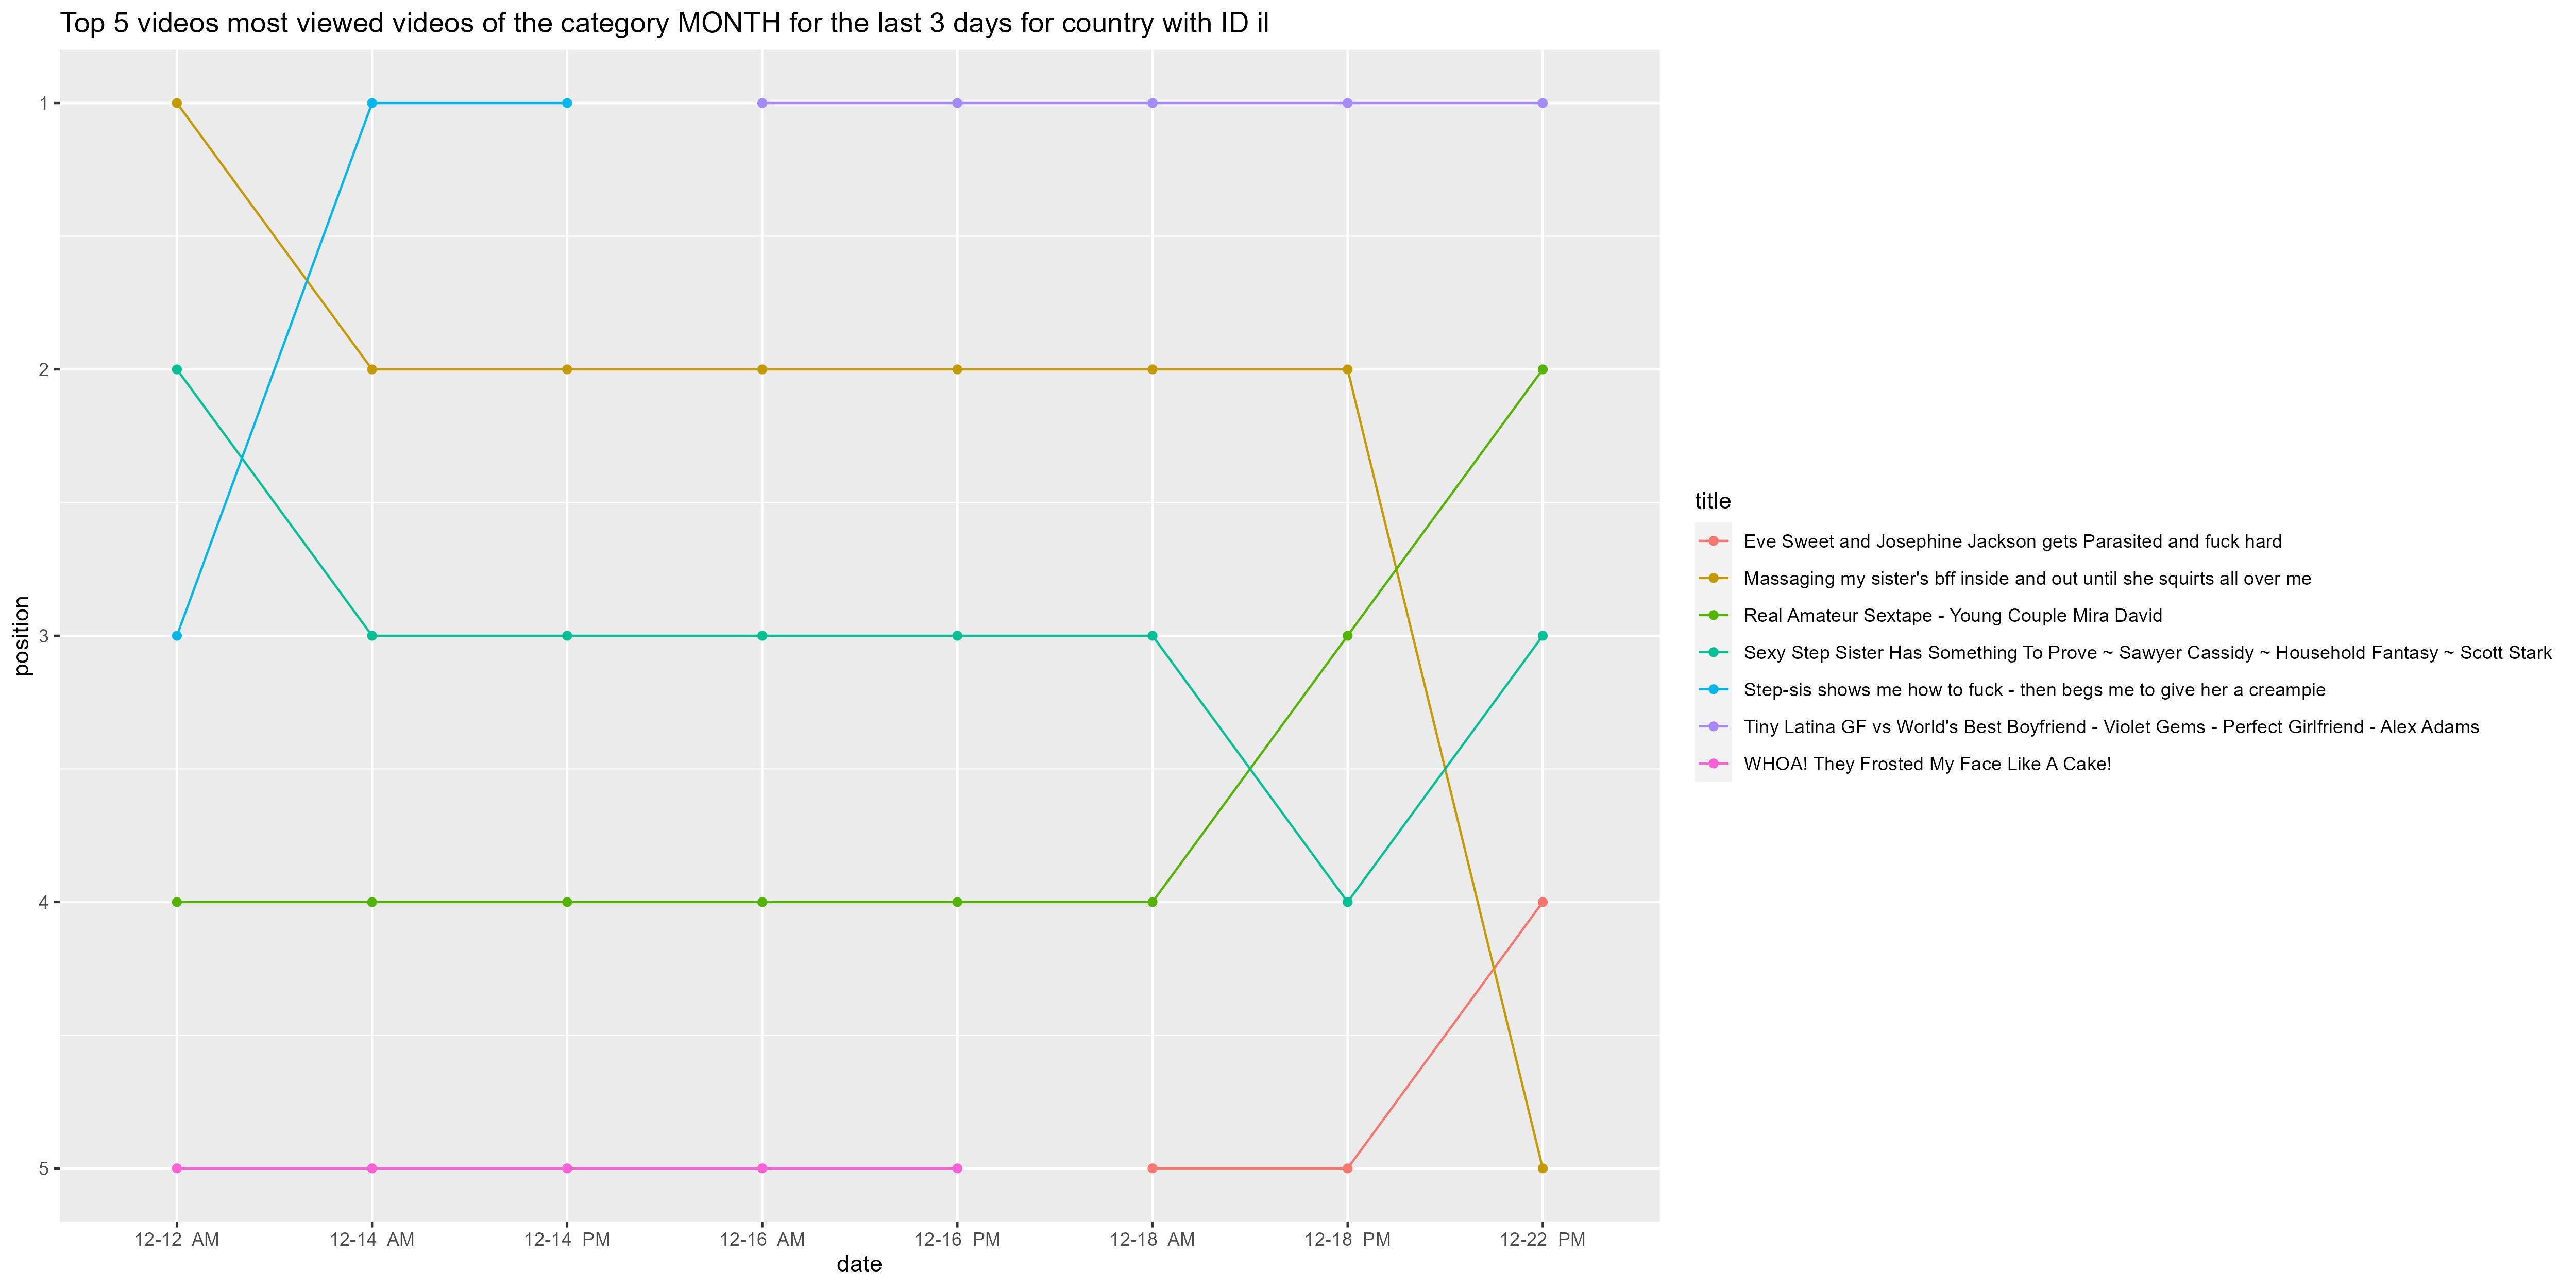 Top 5 videos most viewed videos of the category MONTH for the last 3 days for country with ID il
1
2
3
4
5
position
12-12 AM
12-14 AM
12-14 PM
12-16 AM
12-16 PM
12-18 AM
12-18 PM
12-22 PM
date
title
Eve Sweet and Josephine Jackson gets Parasited and fuck hard
Massaging my sister's bff inside and out until she squirts all over me
Real Amateur Sextape - Young Couple Mira David
Sexy Step Sister Has Something To Prove ~ Sawyer Cassidy ~ Household Fantasy ~ Scott Stark
Step-sis shows me how to fuck - then begs me to give her a creampie
Tiny Latina GF vs World's Best Boyfriend - Violet Gems - Perfect Girlfriend - Alex Adams
WHOA! They Frosted My Face Like A Cake!